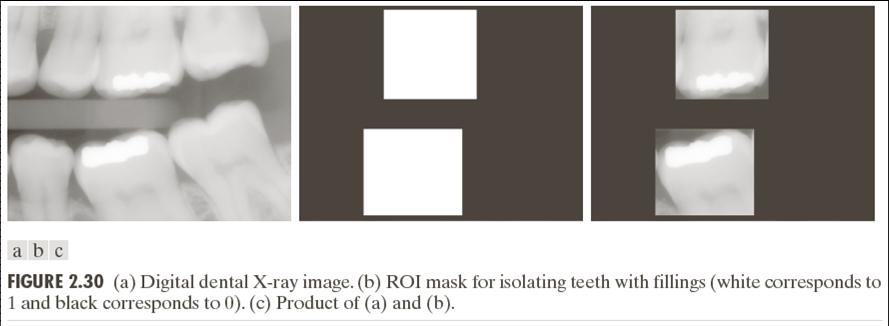 a b c
FIGURE 2.30 (a) Digital dental X-ray image. (b) ROI mask for isolating teeth with fillings (white corresponds to
1 and black corresponds to 0). (c) Product of (a) and (b).